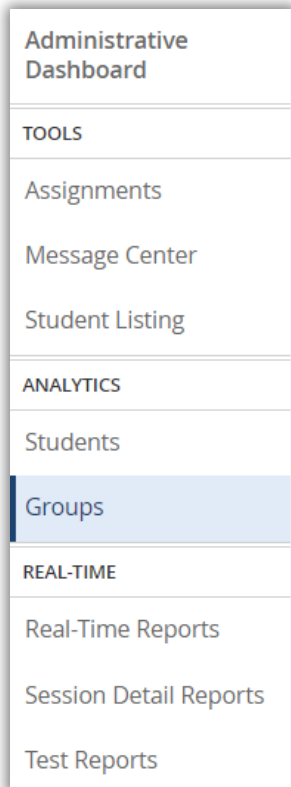 Administrative
Dashboard
TOOLS
Assignments
Message Center
Student Listing
ANALYTICS
Students
Groups
REAL-TIME
Real-Time Reports
Session Detail Reports
Test Reports